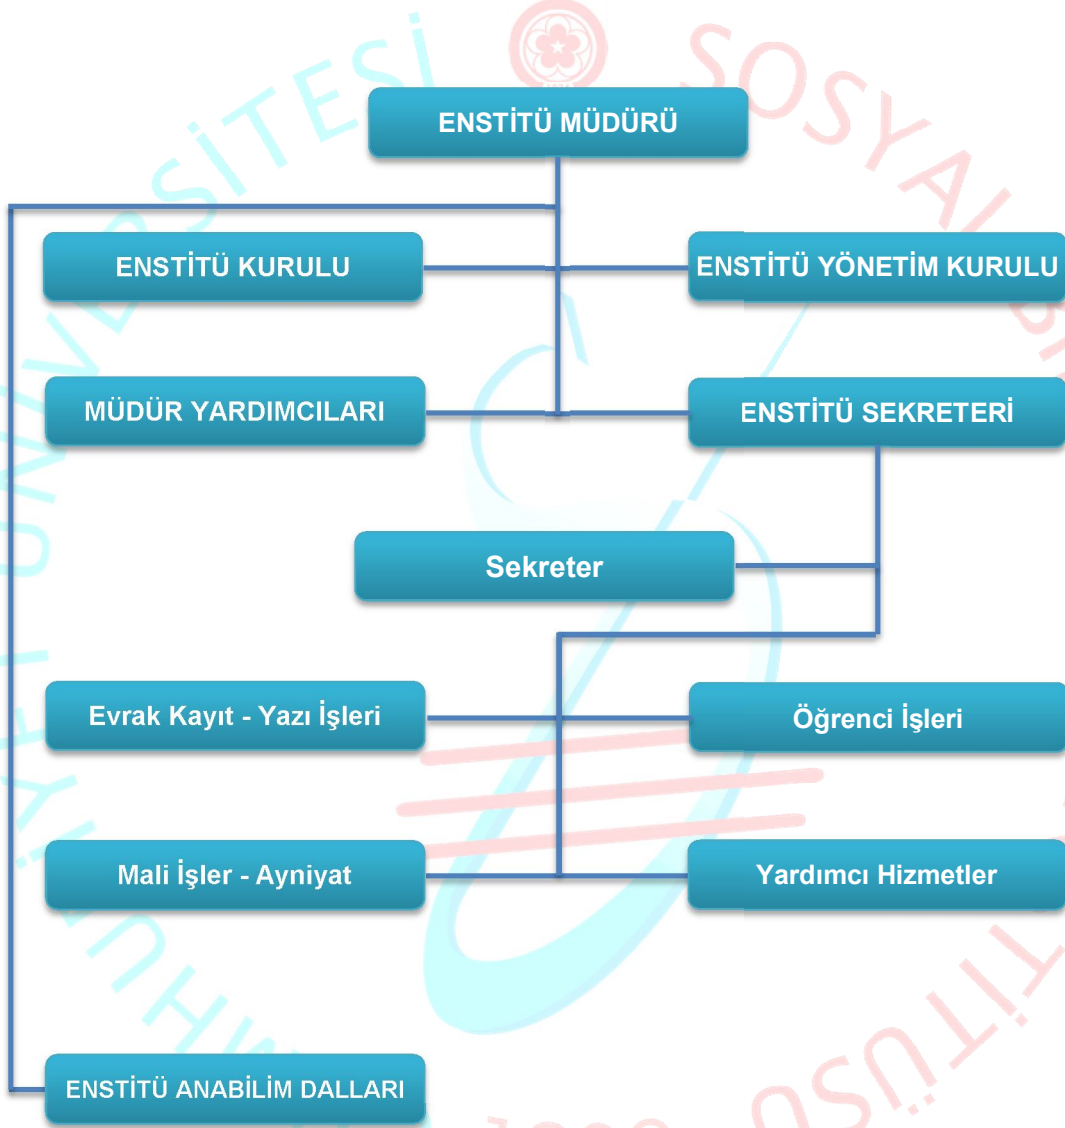 ENSTİTÜ MÜDÜRÜ
ENSTİTÜ KURULU
ENSTİTÜ YÖNETİM KURULU
MÜDÜR YARDIMCILARI
ENSTİTÜ SEKRETERİ
Sekreter
Evrak Kayıt - Yazı İşleri
Öğrenci İşleri
Mali İşler - Ayniyat
Yardımcı Hizmetler
ENSTİTÜ ANABİLİM DALLARI